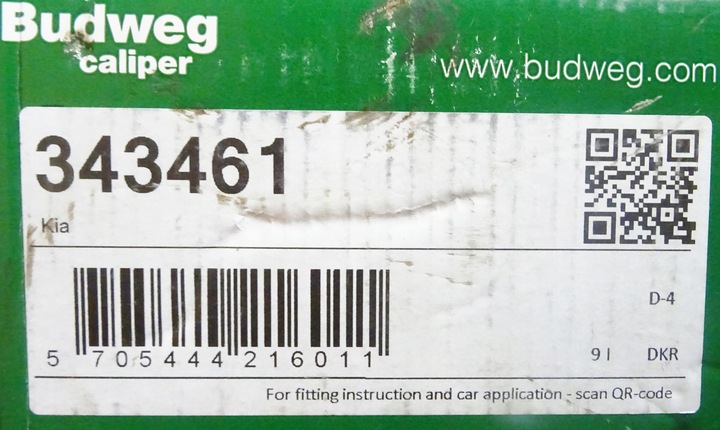 Budweg
caliper
www.budweg.com
343461
Kia
D-4
5 705444 216011
9 I DKR
For fitting instruction and car application - scan QR-code